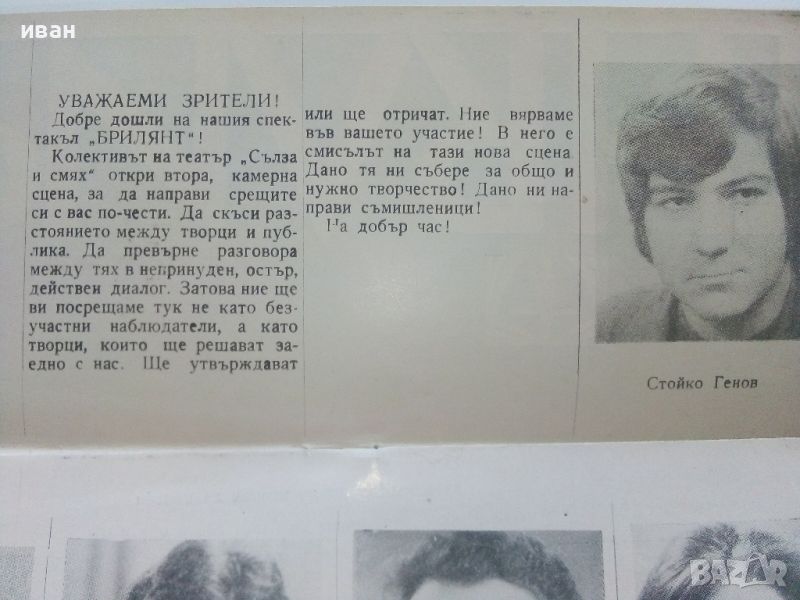 иван
УВАЖАЕМИ ЗРИТЕЛИ!
Добре дошли на нашия спек-
такъл „БРИЛЯНТ“!
Колективът на театър „Сълза
и смях“ откри втора, камерна
сцена, за да направи срещите
си с вас по-чести. Да скъси раз-
стоянието между творци и пуб-
лика. Да превърне разговора
между тях в непринуден, остър,
действен диалог. Затова ние ще
ви посрещаме тук не като без-
участни наблюдатели, а като
творци, които ще решават за-
едно с нас. Ще утвърждават
или ще отричат. Ние вярваме
във вашето участие! В него е
смисълът на тази нова сцена.
Дано тя ни събере за общо и
нужно творчество! Дано ни на-
прави съмишленици!
На добър час!
Стойко Генов
BAZAR